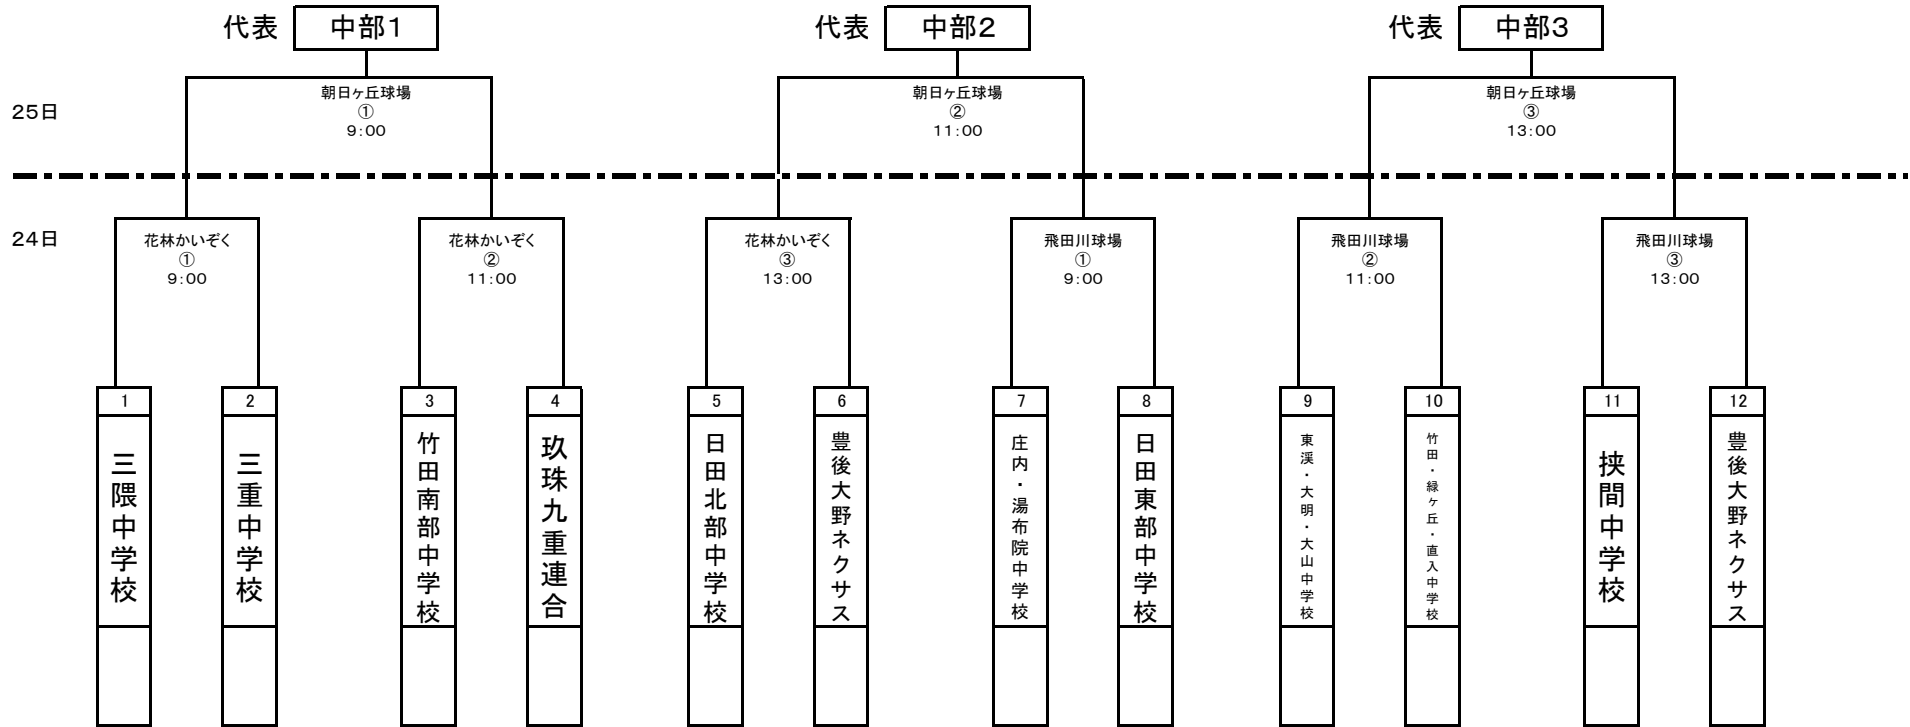 代表 中部1
代表 中部2
代表 中部3
25日
朝日ヶ丘球場
①
9:00
朝日ヶ丘球場
②
11:00
朝日ヶ丘球場
③
13:00
24日
花林かいぞく
①
9:00
花林かいぞく
②
11:00
花林かいぞく
③
13:00
飛田川球場
①
9:00
飛田川球場
②
11:00
飛田川球場
③
13:00
1
三隈中学校
2
三重中学校
3
竹田南部中学校
4
玖珠九重連合
5
日田北部中学校
6
豊後大野ネクサス
7
庄内・湯布院中学校
8
日田東部中学校
9
東渓・大明・大山中学校
10
竹田・緑ヶ丘・直入中学校
11
挾間中学校
12
豊後大野ネクサス